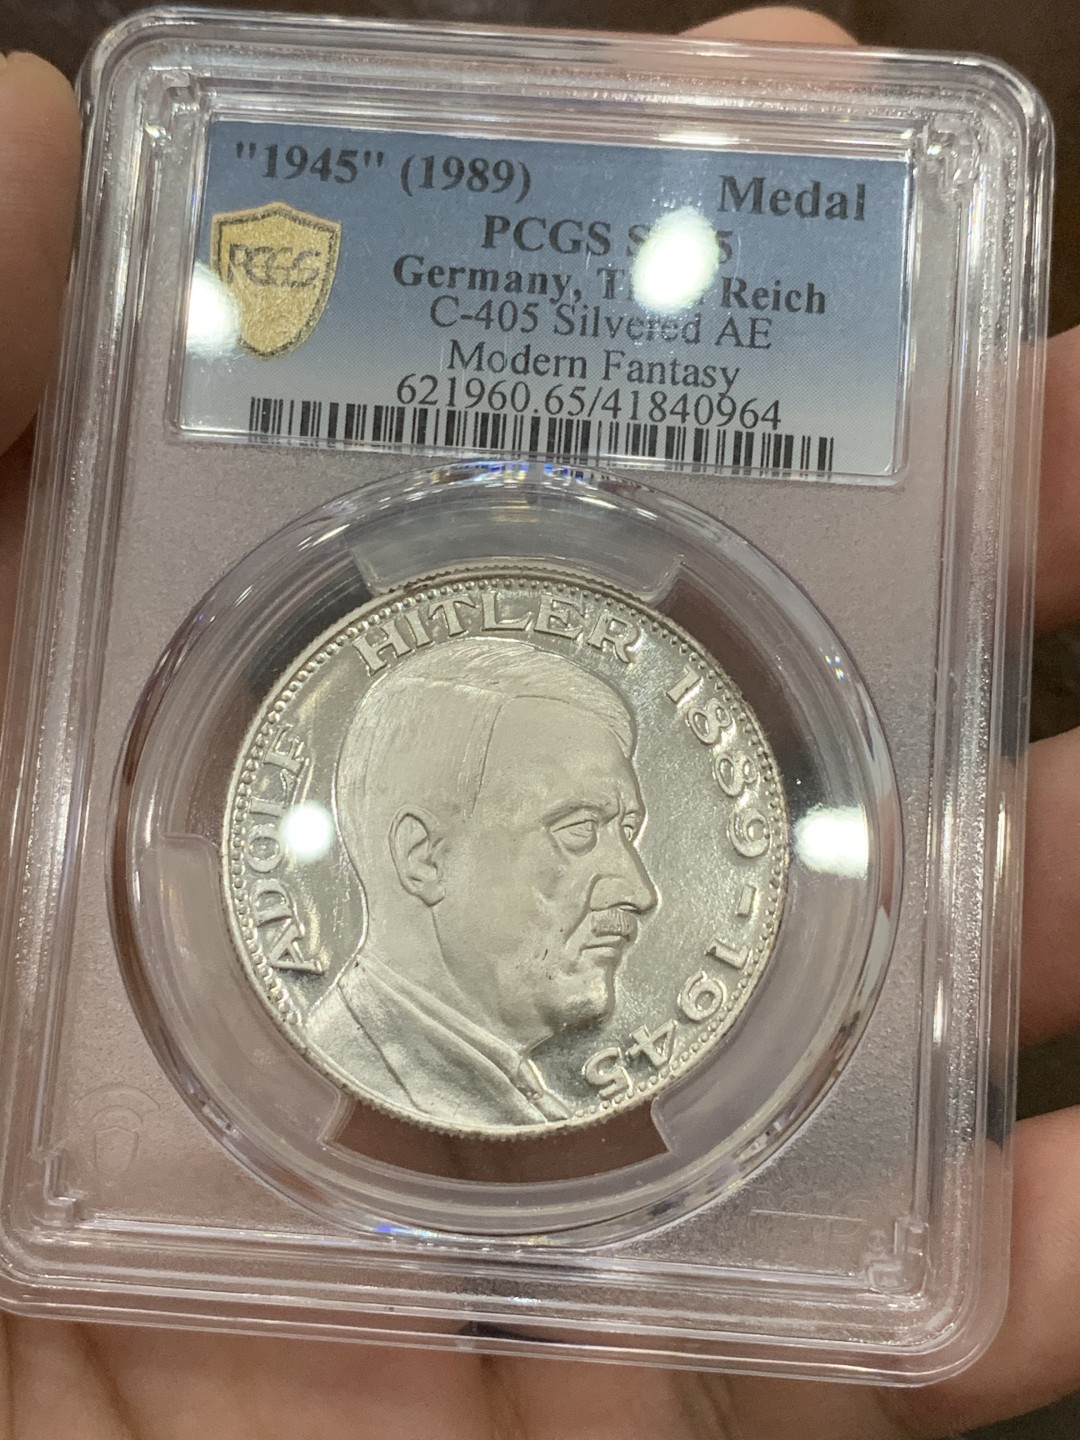 "1945" (1989) Medal
PCGS
PCGS
Germany, Reich
C-405 Silvered AE
Modern Fantasy
621960.65/41840964
ADOLF HITLER 1889-1945